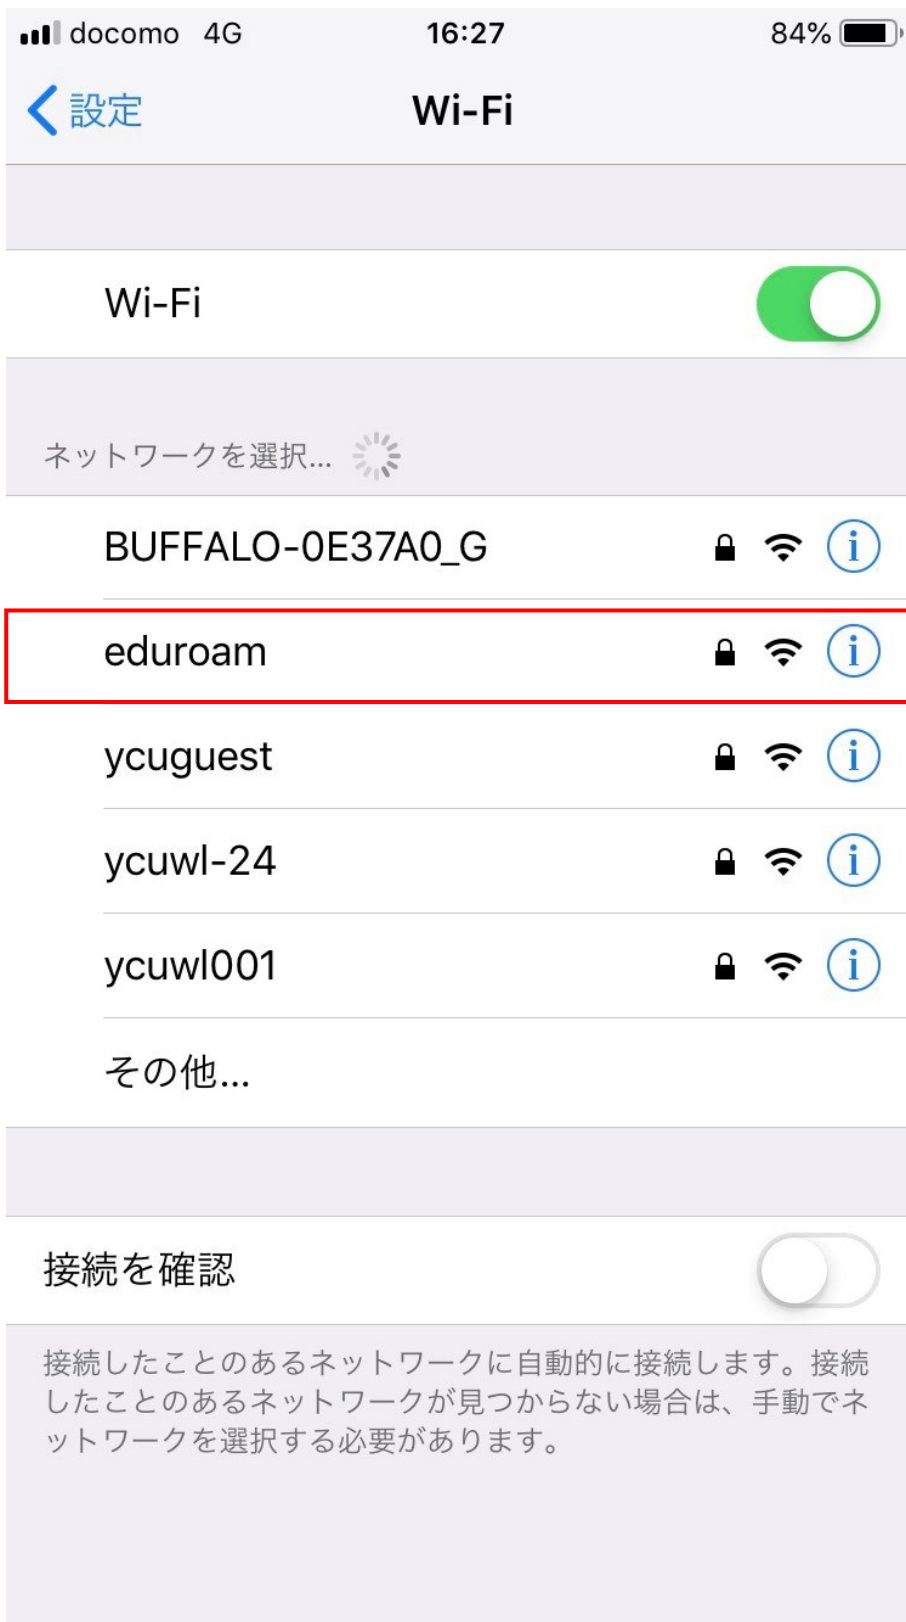 docomo 4G 16:27 84%
設定 Wi-Fi
Wi-Fi
ネットワークを選択...
BUFFALO-0E37A0_G
eduroam
ycuguest
ycuwl-24
ycuwl001
その他...
接続を確認
接続したことのあるネットワークに自動的に接続します。接続
したことのあるネットワークが見つからない場合は、手動でネ
ットワークを選択する必要があります。